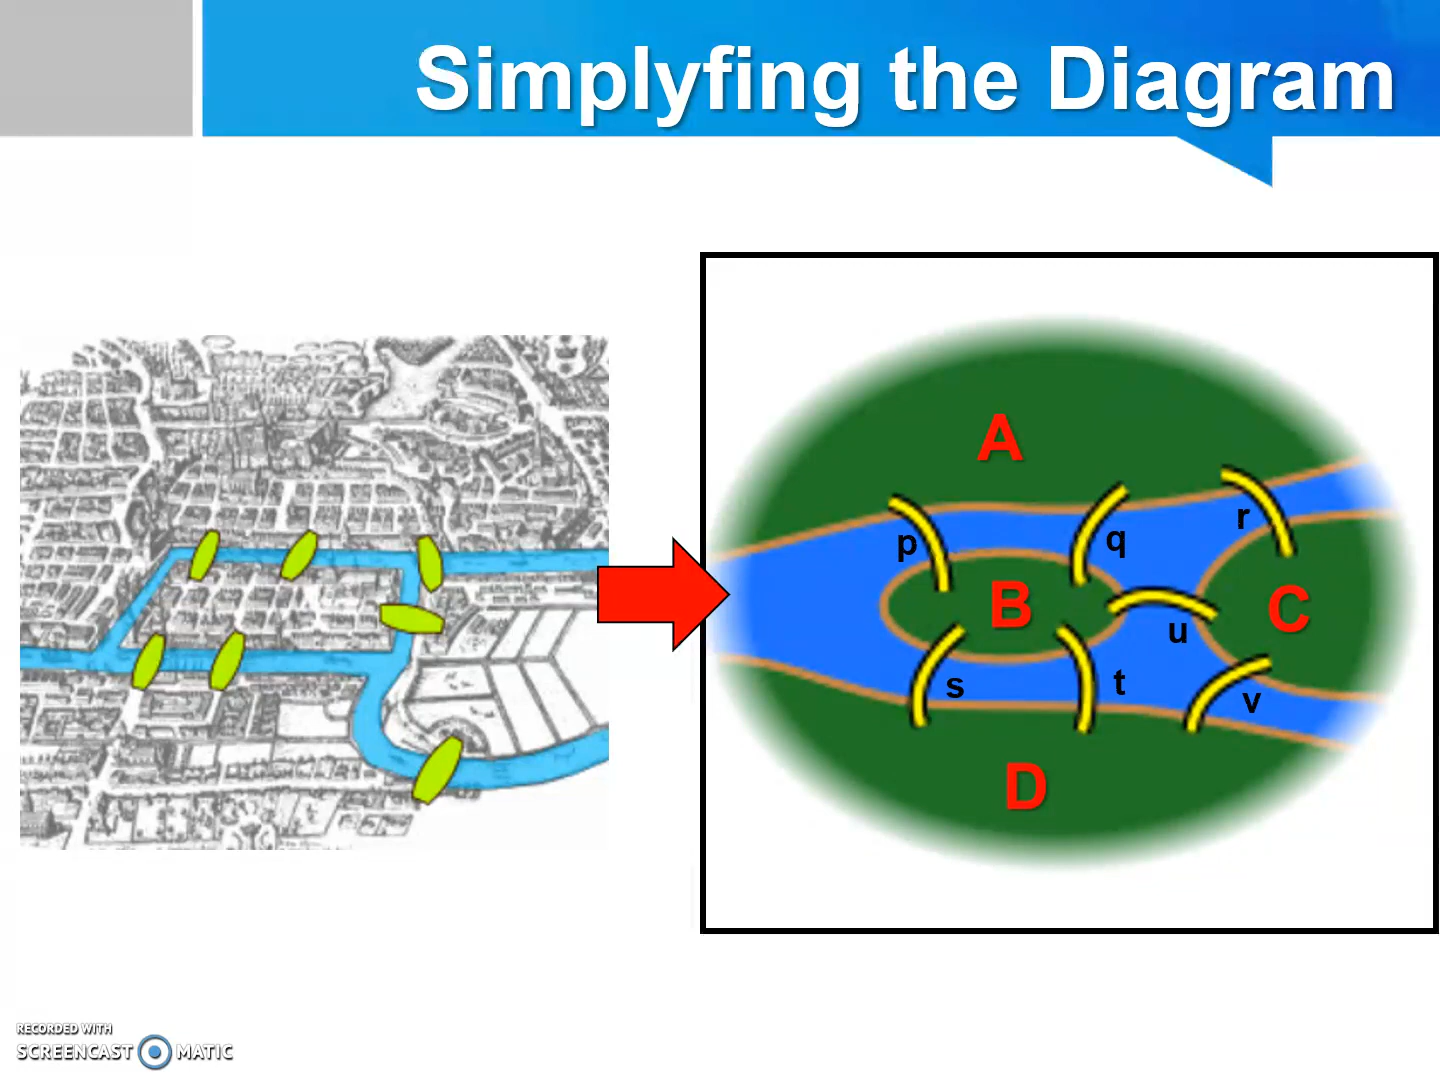 Simplyfing the Diagram
A
r
p
q
B
C
u
s
t
v
D
RECORDED WITH
SCREENCAST MATIC